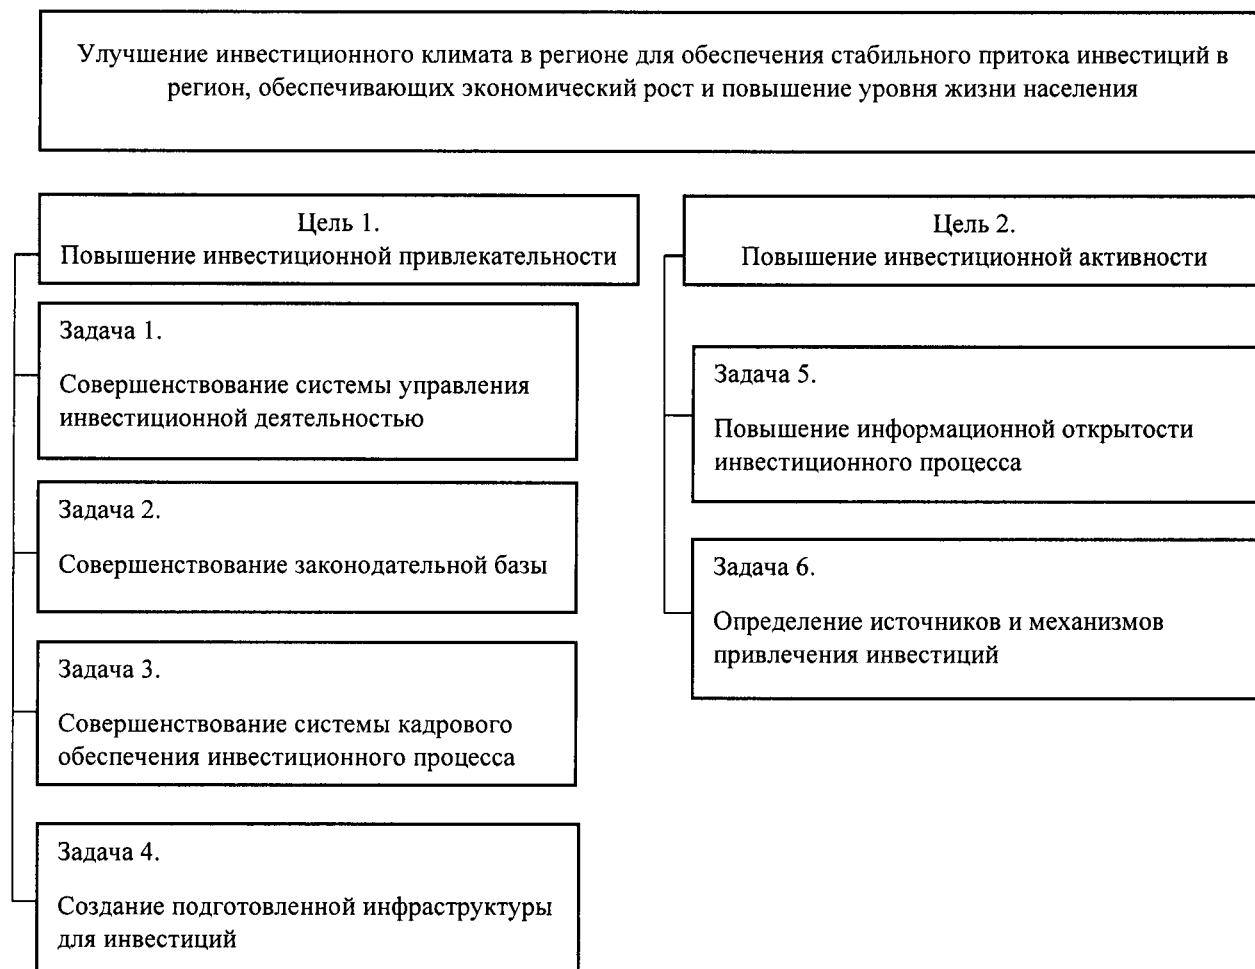 Улучшение инвестиционного климата в регионе для обеспечения стабильного притока инвестиций в
регион, обеспечивающих экономический рост и повышение уровня жизни населения
Цель 1.
Повышение инвестиционной привлекательности
Задача 1.
Совершенствование системы управления
инвестиционной деятельностью
Задача 2.
Совершенствование законодательной базы
Задача 3.
Совершенствование системы кадрового
обеспечения инвестиционного процесса
Задача 4.
Создание подготовленной инфраструктуры
для инвестиций
Цель 2.
Повышение инвестиционной активности
Задача 5.
Повышение информационной открытости
инвестиционного процесса
Задача 6.
Определение источников и механизмов
привлечения инвестиций